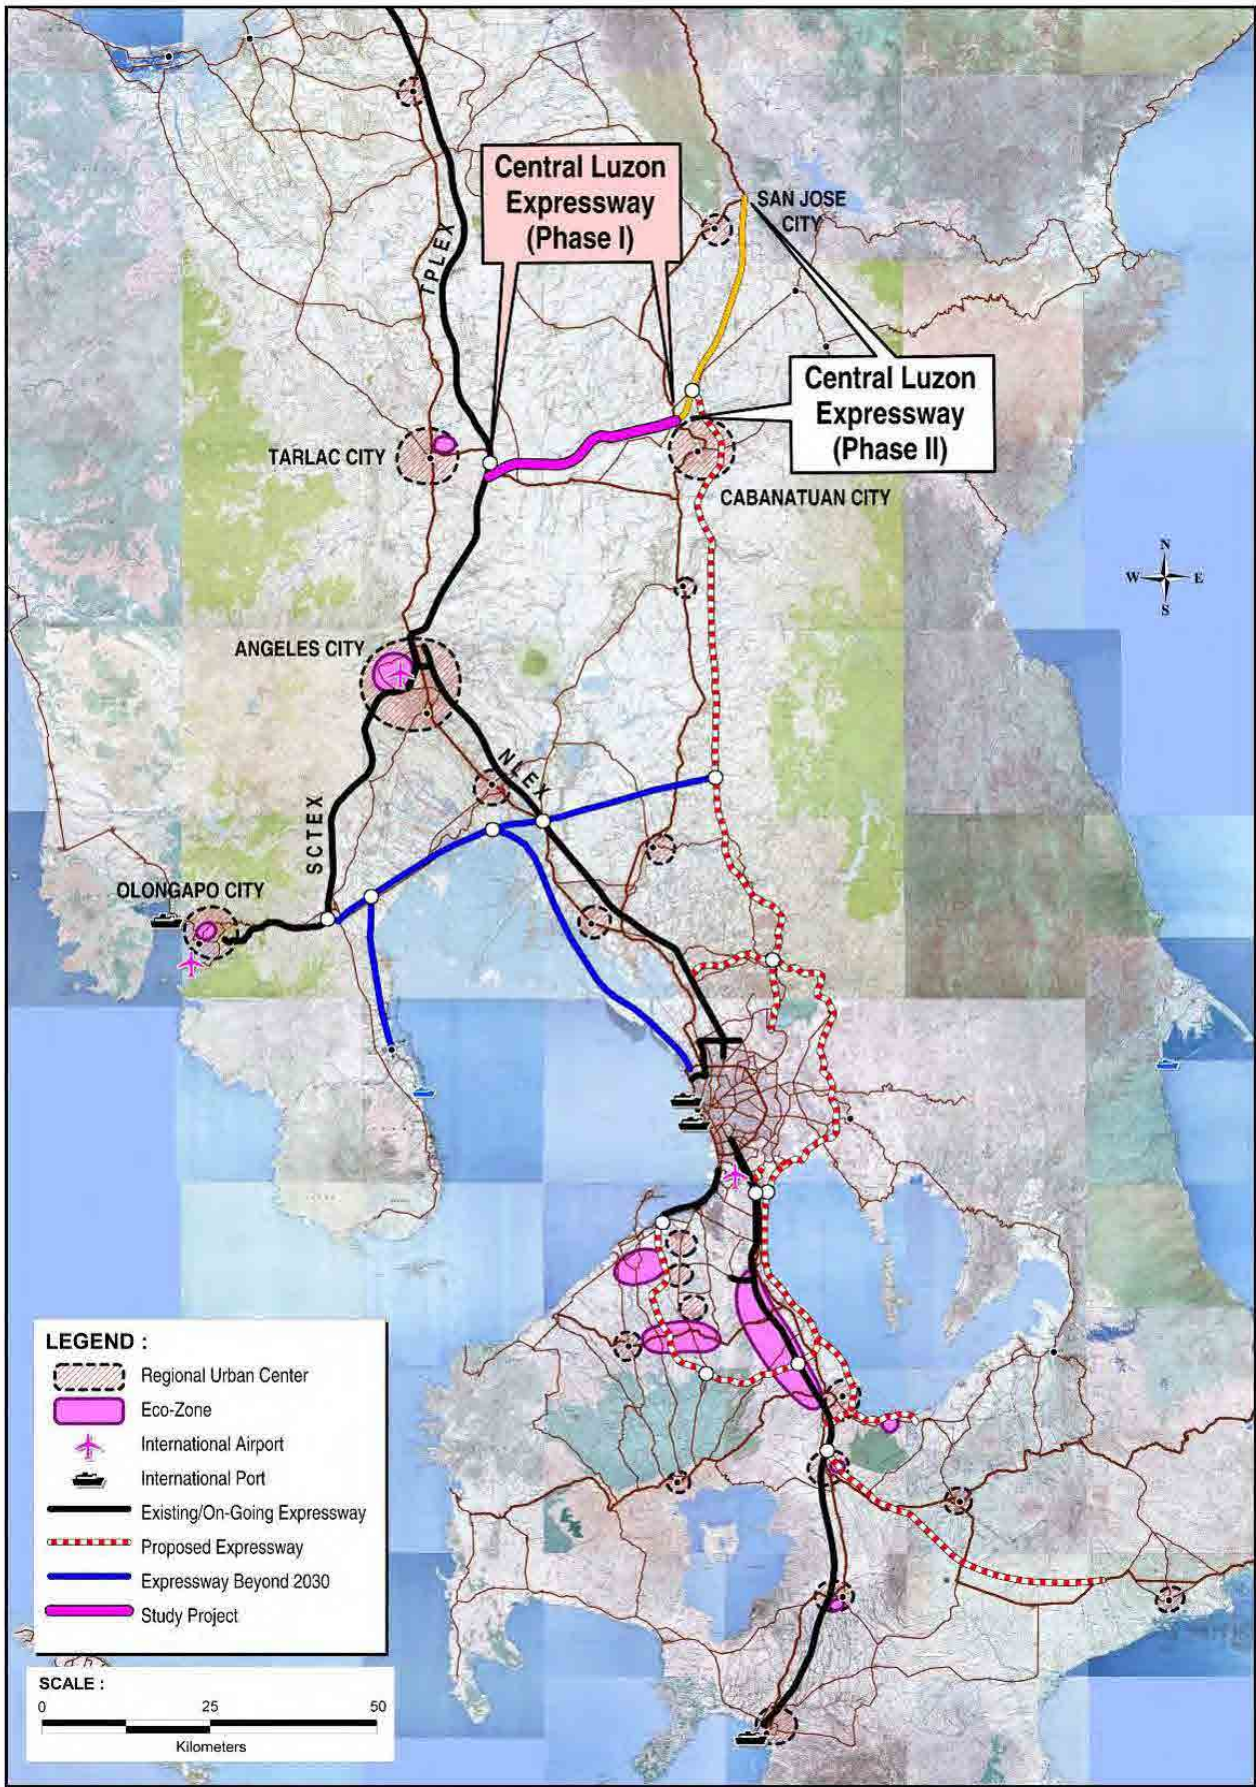 Central Luzon
Expressway
(Phase I)
SAN JOSE
CITY
TPLEX
Central Luzon
Expressway
(Phase II)
TARLAC CITY
CABANATUAN CITY
N
W E
S
ANGELES CITY
NLEX
SCTEX
OLONGAPO CITY
LEGEND :
Regional Urban Center
Eco-Zone
International Airport
International Port
Existing/On-Going Expressway
Proposed Expressway
Expressway Beyond 2030
Study Project
SCALE :
0 25 50
Kilometers